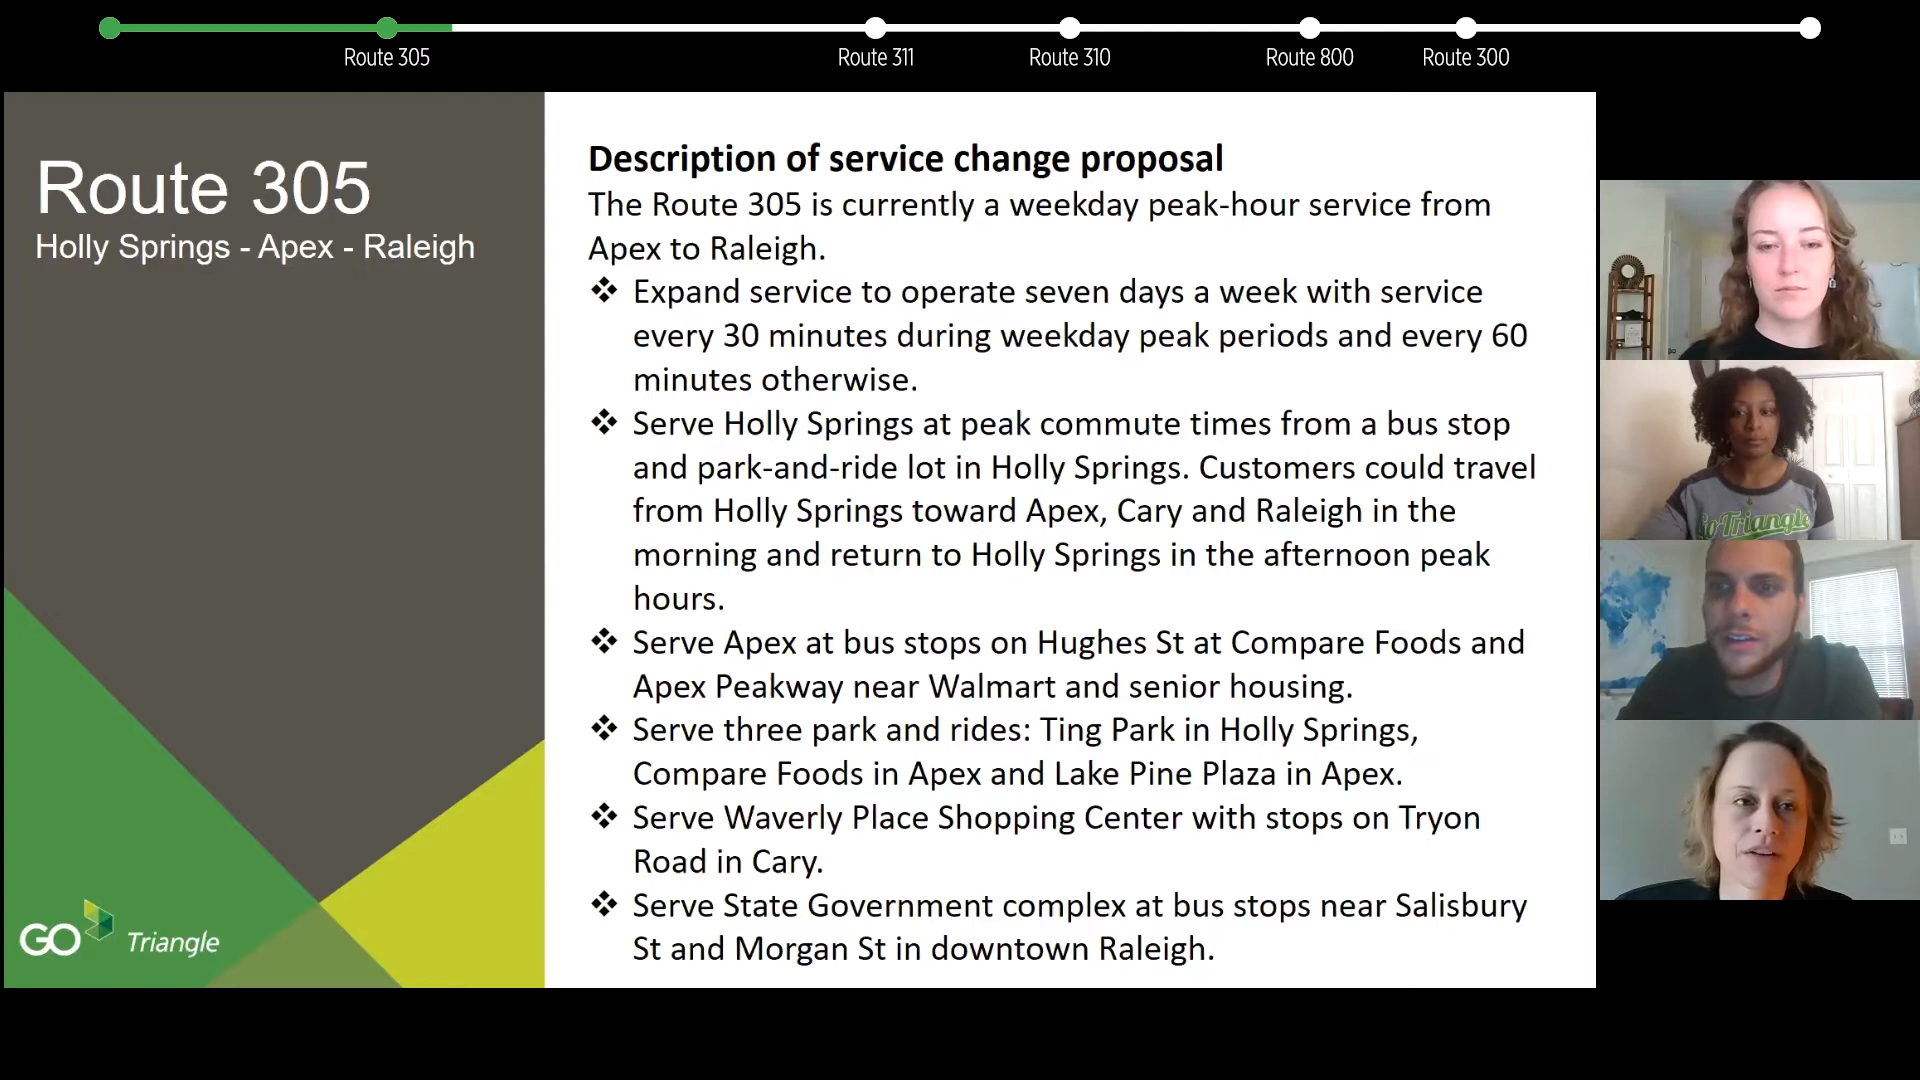 Route 305
Route 311
Route 310
Route 800
Route 300
Route 305
Holly Springs - Apex - Raleigh
Description of service change proposal
The Route 305 is currently a weekday peak-hour service from
Apex to Raleigh.
❖ Expand service to operate seven days a week with service
every 30 minutes during weekday peak periods and every 60
minutes otherwise.
❖ Serve Holly Springs at peak commute times from a bus stop
and park-and-ride lot in Holly Springs. Customers could travel
from Holly Springs toward Apex, Cary and Raleigh in the
morning and return to Holly Springs in the afternoon peak
hours.
❖ Serve Apex at bus stops on Hughes St at Compare Foods and
Apex Peakway near Walmart and senior housing.
❖ Serve three park and rides: Ting Park in Holly Springs,
Compare Foods in Apex and Lake Pine Plaza in Apex.
❖ Serve Waverly Place Shopping Center with stops on Tryon
Road in Cary.
❖ Serve State Government complex at bus stops near Salisbury
St and Morgan St in downtown Raleigh.
GO Triangle
GoTriangle